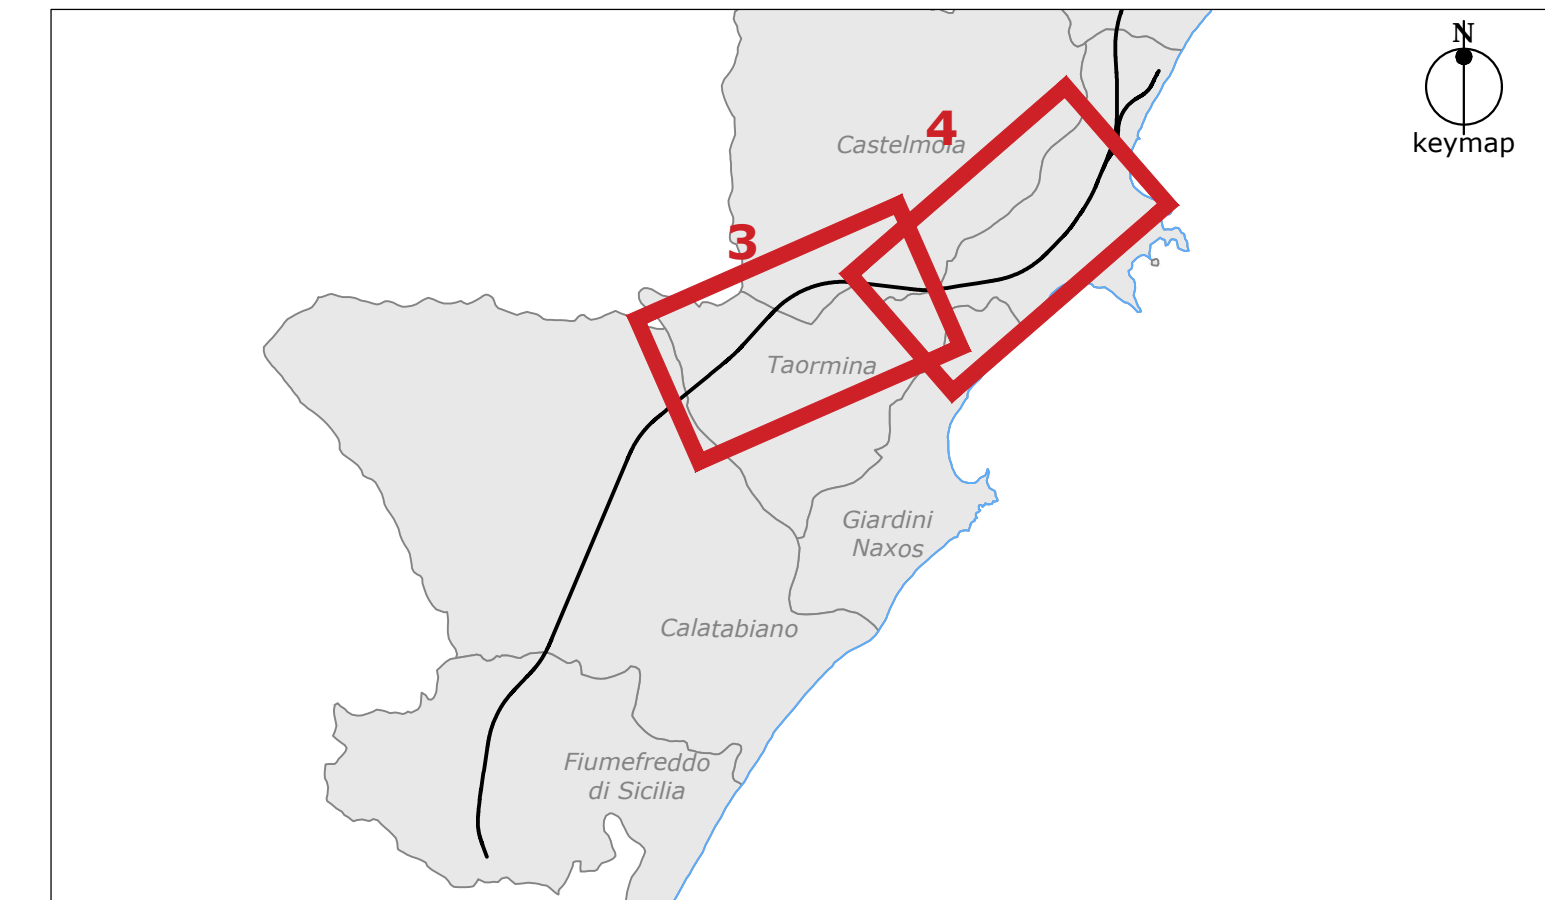 N
keymap
4
Castelmola
3
Taormina
Giardini
Naxos
Calatabiano
Fiumefreddo
di Sicilia